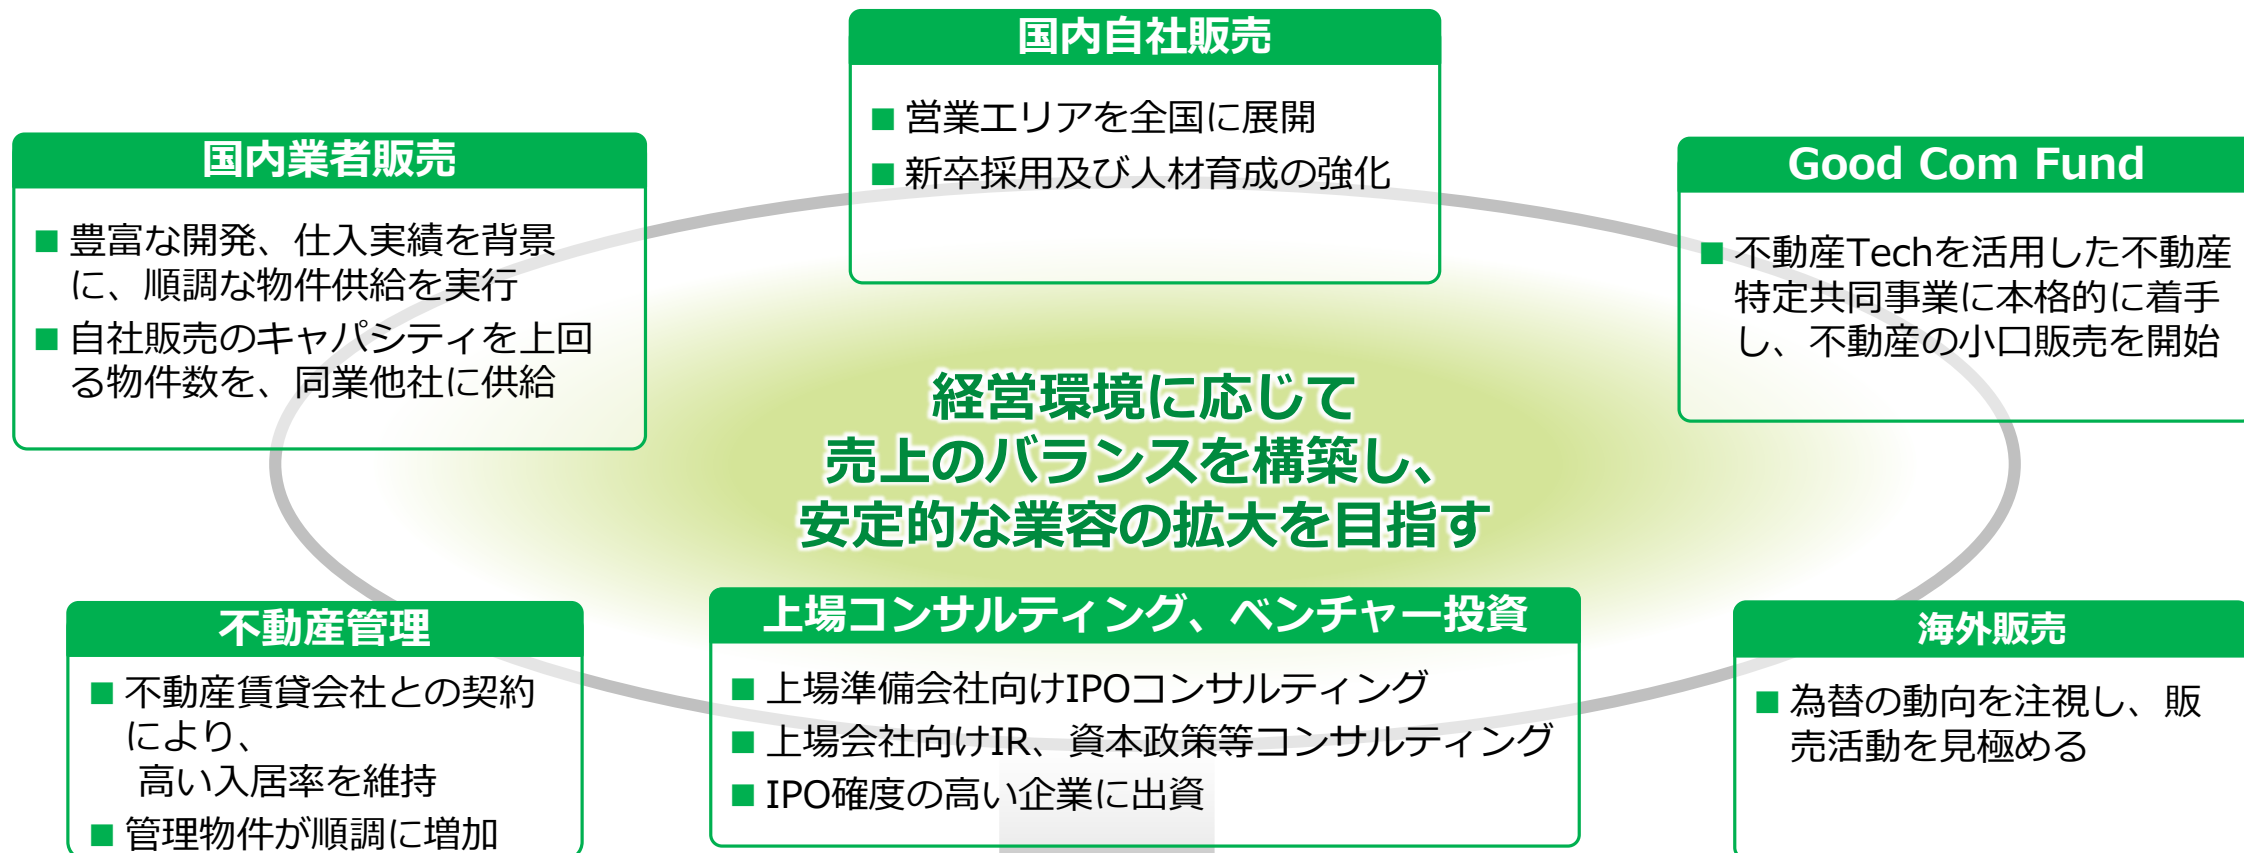 国内自社販売
営業エリアを全国に展開
新卒採用及び人材育成の強化
国内業者販売
豊富な開発、仕入実績を背景
に、順調な物件供給を実行
自社販売のキャパシティを上回
る物件数を、同業他社に供給
Good Com Fund
不動産Techを活用した不動産
特定共同事業に本格的に着手
し、不動産の小口販売を開始
経営環境に応じて
売上のバランスを構築し、
安定的な業容の拡大を目指す
不動産管理
不動産賃貸会社との契約
により、
高い入居率を維持
管理物件が順調に増加
上場コンサルティング、ベンチャー投資
上場準備会社向けIPOコンサルティング
上場会社向けIR、資本政策等コンサルティング
IPO確度の高い企業に出資
海外販売
為替の動向を注視し、販
売活動を見極める